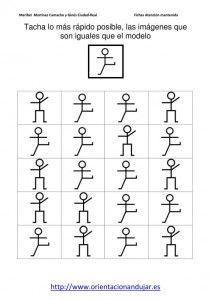 Maribel Martínez Camacho y Ginés Ciudad-Real Fichas Atención mantenida
Tacha lo más rápido posible, las imágenes que
son iguales que el modelo
http://www.orientacionandujar.es